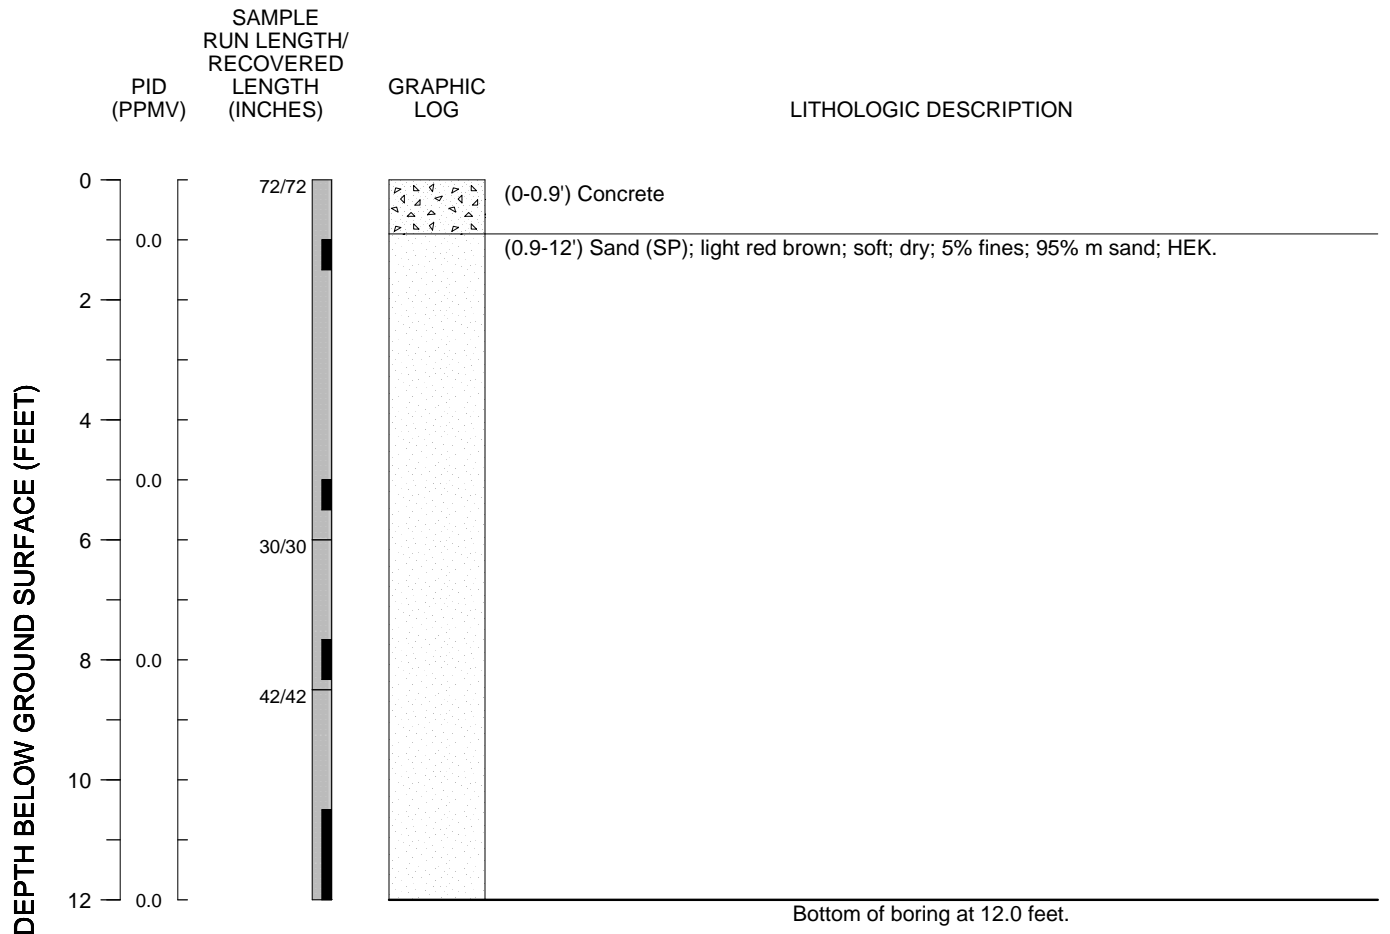 SAMPLE
RUN LENGTH/
RECOVERED
LENGTH
(INCHES)
PID
(PPMV)
GRAPHIC
LOG
LITHOLOGIC DESCRIPTION
DEPTH BELOW GROUND SURFACE (FEET)
0
72/72
(0-0.9') Concrete
0.0
(0.9-12') Sand (SP); light red brown; soft; dry; 5% fines; 95% m sand; HEK.
2
4
0.0
6
30/30
8
0.0
42/42
10
12
0.0
Bottom of boring at 12.0 feet.